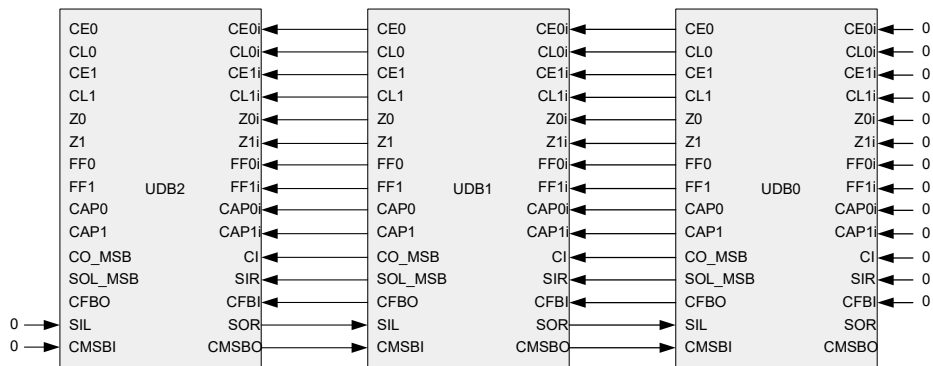 CE0 CE0i CE0 CE0i CE0 CE0i 0
CL0 CL0i CL0 CL0i CL0 CL0i 0
CE1 CE1i CE1 CE1i CE1 CE1i 0
CL1 CL1i CL1 CL1i CL1 CL1i 0
Z0 Z0i Z0 Z0i Z0 Z0i 0
Z1 Z1i Z1 Z1i Z1 Z1i 0
FF0 FF0i FF0 FF0i FF0 FF0i 0
FF1 UDB2 FF1i FF1 UDB1 FF1i FF1 UDB0 FF1i 0
CAP0 CAP0i CAP0 CAP0i CAP0 CAP0i 0
CAP1 CAP1i CAP1 CAP1i CAP1 CAP1i 0
CO_MSB CI CO_MSB CI CO_MSB CI 0
SOL_MSB SIR SOL_MSB SIR SOL_MSB SIR 0
CFBO CFBI CFBO CFBI CFBO CFBI 0
0 SIL SOR SIL SOR SIL SOR
0 CMSBI CMSBO CMSBI CMSBO CMSBI CMSBO